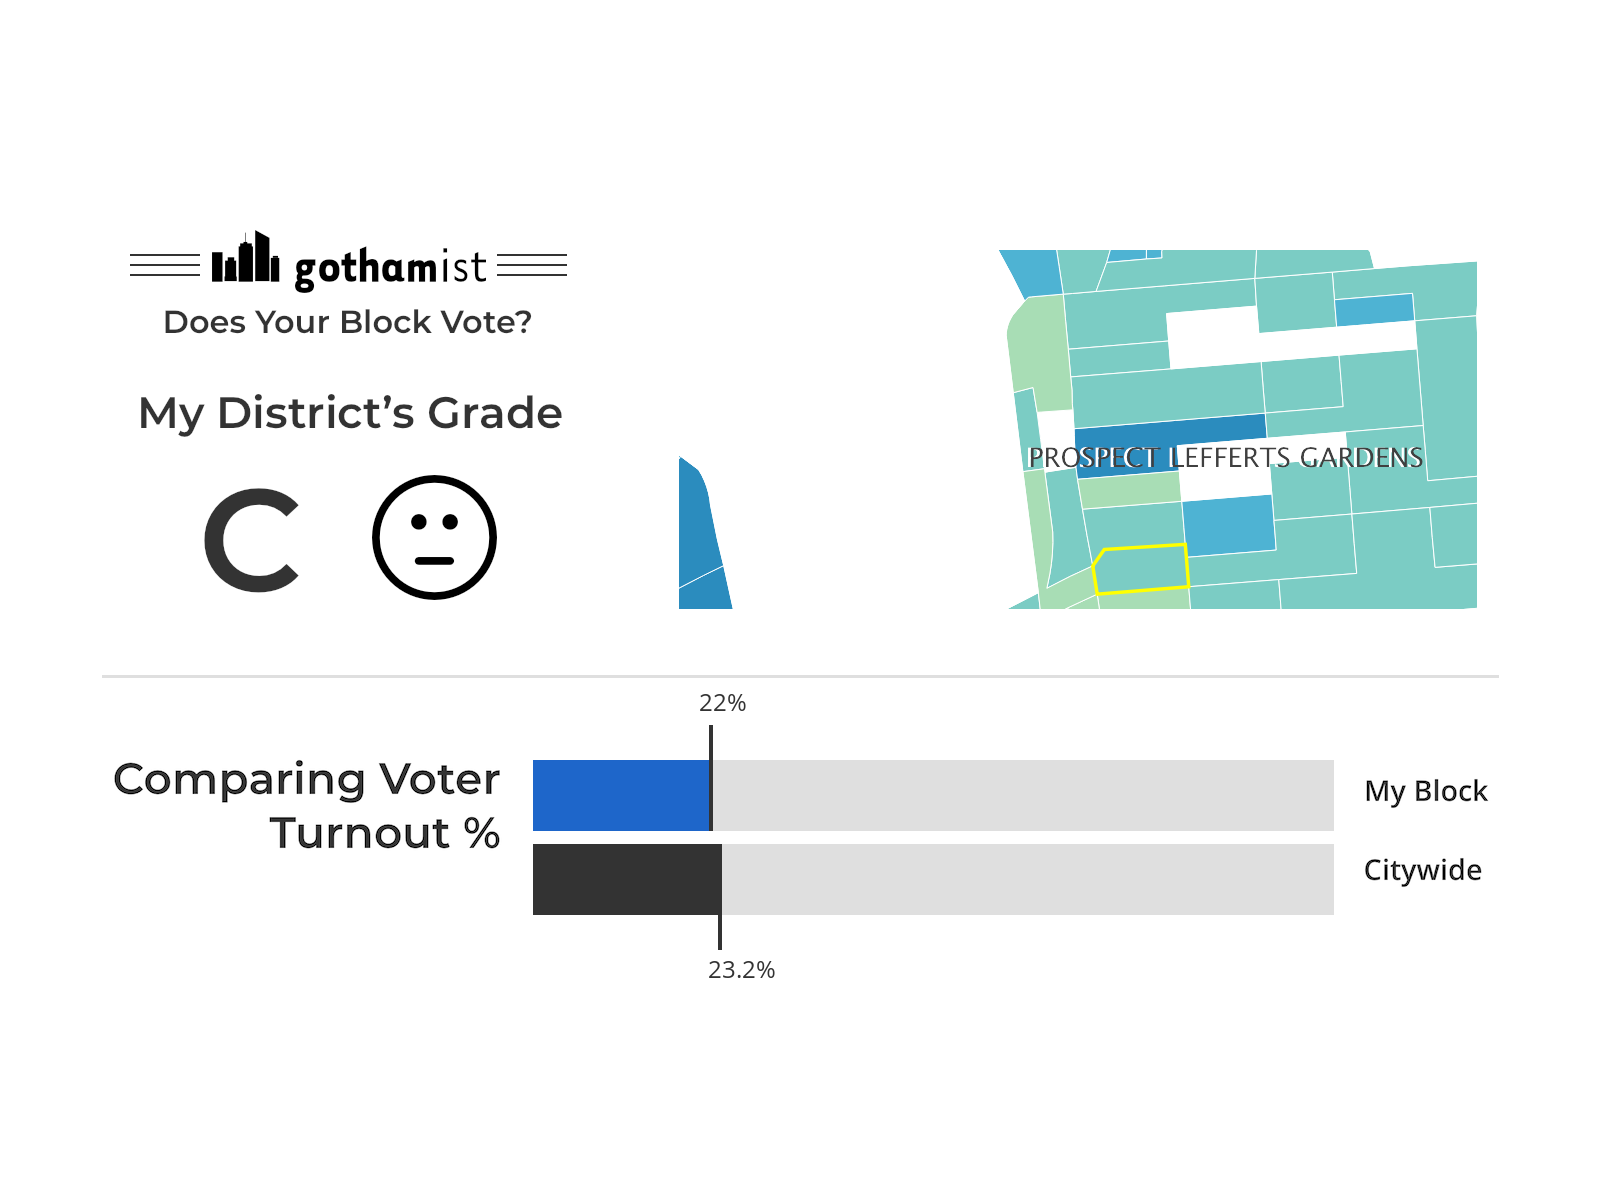 gothamist
Does Your Block Vote?
My District's Grade
C
PROSPECT LEFFERTS GARDENS
22%
Comparing Voter
Turnout %
My Block
Citywide
23.2%